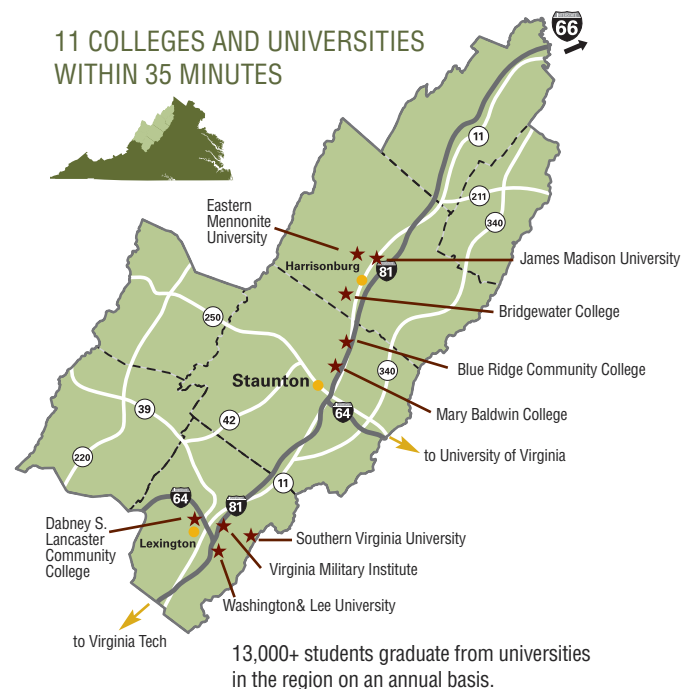 11 COLLEGES AND UNIVERSITIES
WITHIN 35 MINUTES
66
11
211
340
Eastern
Mennonite
University
James Madison University
Harrisonburg
81
Bridgewater College
250
Blue Ridge Community College
340
Staunton
Mary Baldwin College
64
39
42
to University of Virginia
220
11
64
81
Dabney S.
Lancaster
Community
College
Lexington
Southern Virginia University
Virginia Military Institute
Washington& Lee University
to Virginia Tech
13,000+ students graduate from universities
in the region on an annual basis.